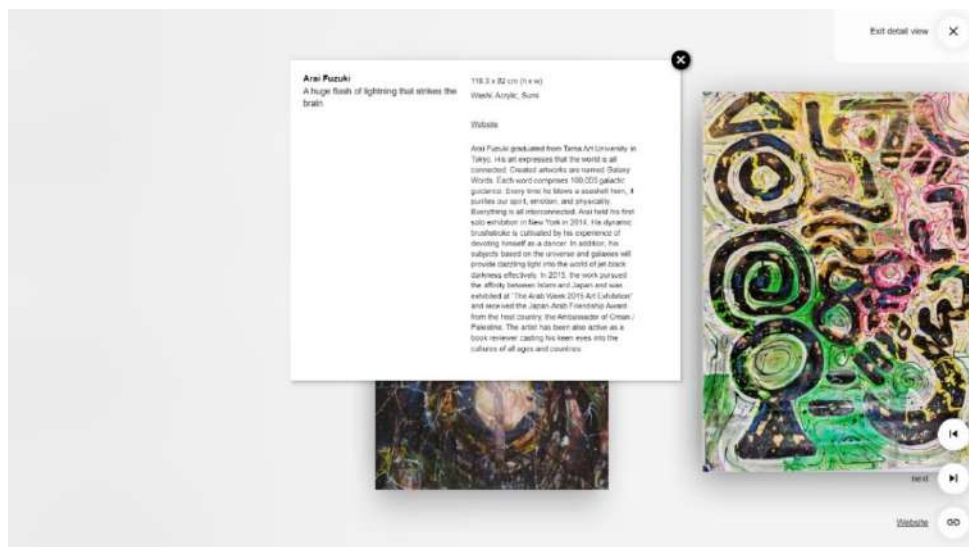 Exit detail view
Arai Fuzuki
A huge flash of lightning that strikes the
brain
118.3 x 82 cm (h x w)
Washi, Acrylic, Sumi
Website
Arai Fuzuki graduated from Tama Art University in
Tokyo. His art expresses that the world is all
connected. Created artworks are named Galaxy
Words. Each word comprises 100,000 galactic
guidance. Every time he blows a seashell horn, it
purifies our spirit, emotion, and physicality.
Everything is all interconnected. Arai held his first
solo exhibition in New York in 2014. His dynamic
brushstroke is cultivated by his experience of
devoting himself as a dancer. In addition, his
subjects based on the universe and galaxies will
provide dazzling light into the world of jet-black
darkness effectively. In 2015, the work pursued
the affinity between Islam and Japan and was
exhibited at "The Arab Week 2015 Art Exhibition"
and received the Japan-Arab Friendship Award
from the host country, the Ambassador of Oman /
Palestine. The artist has been also active as a
book reviewer casting his keen eyes into the
cultures of all ages and countries.
next
Website